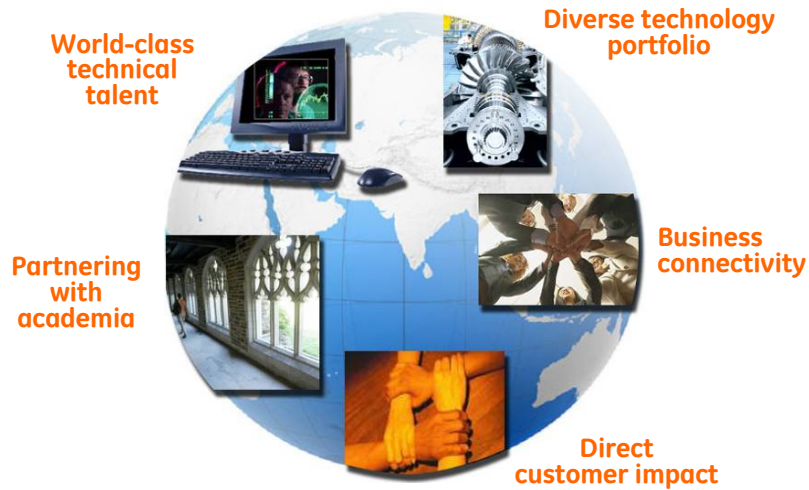 World-class
technical
talent
Diverse technology
portfolio
Partnering
with
academia
Business
connectivity
Direct
customer impact